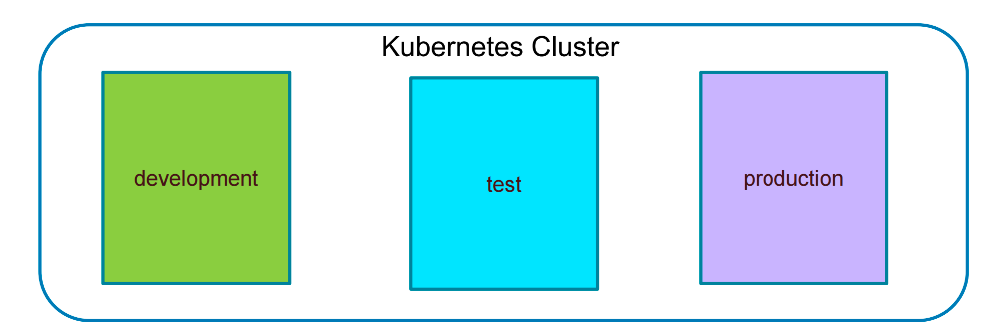 Kubernetes Cluster
development
test
production